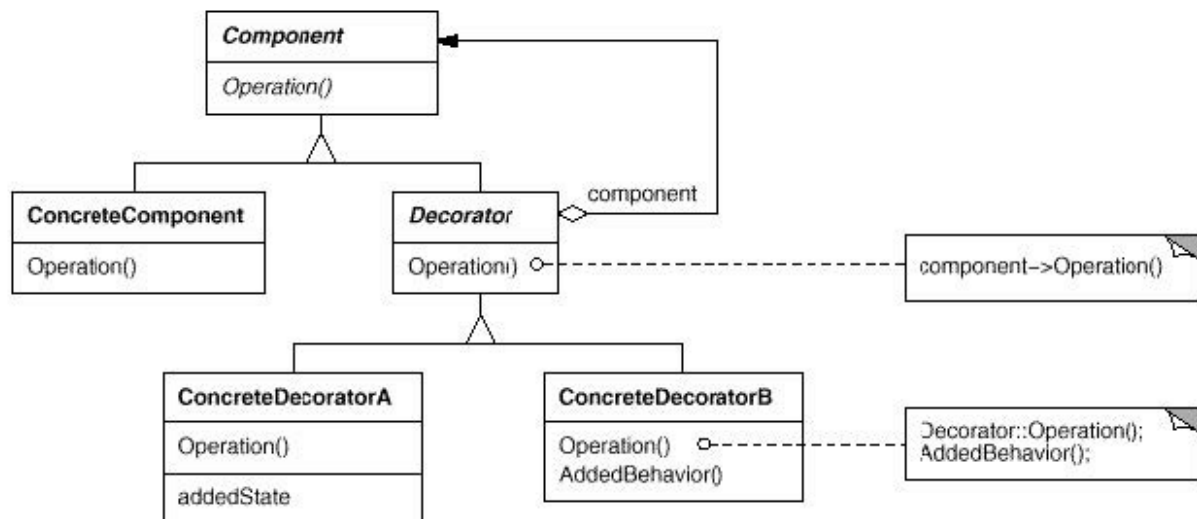 Component
Operation()
component
ConcreteComponent
Operation()
Decorator
Operation()
component->Operation()
ConcreteDecoratorA
Operation()
addedState
ConcreteDecoratorB
Operation()
AddedBehavior()
Decorator::Operation();
AddedBehavior();